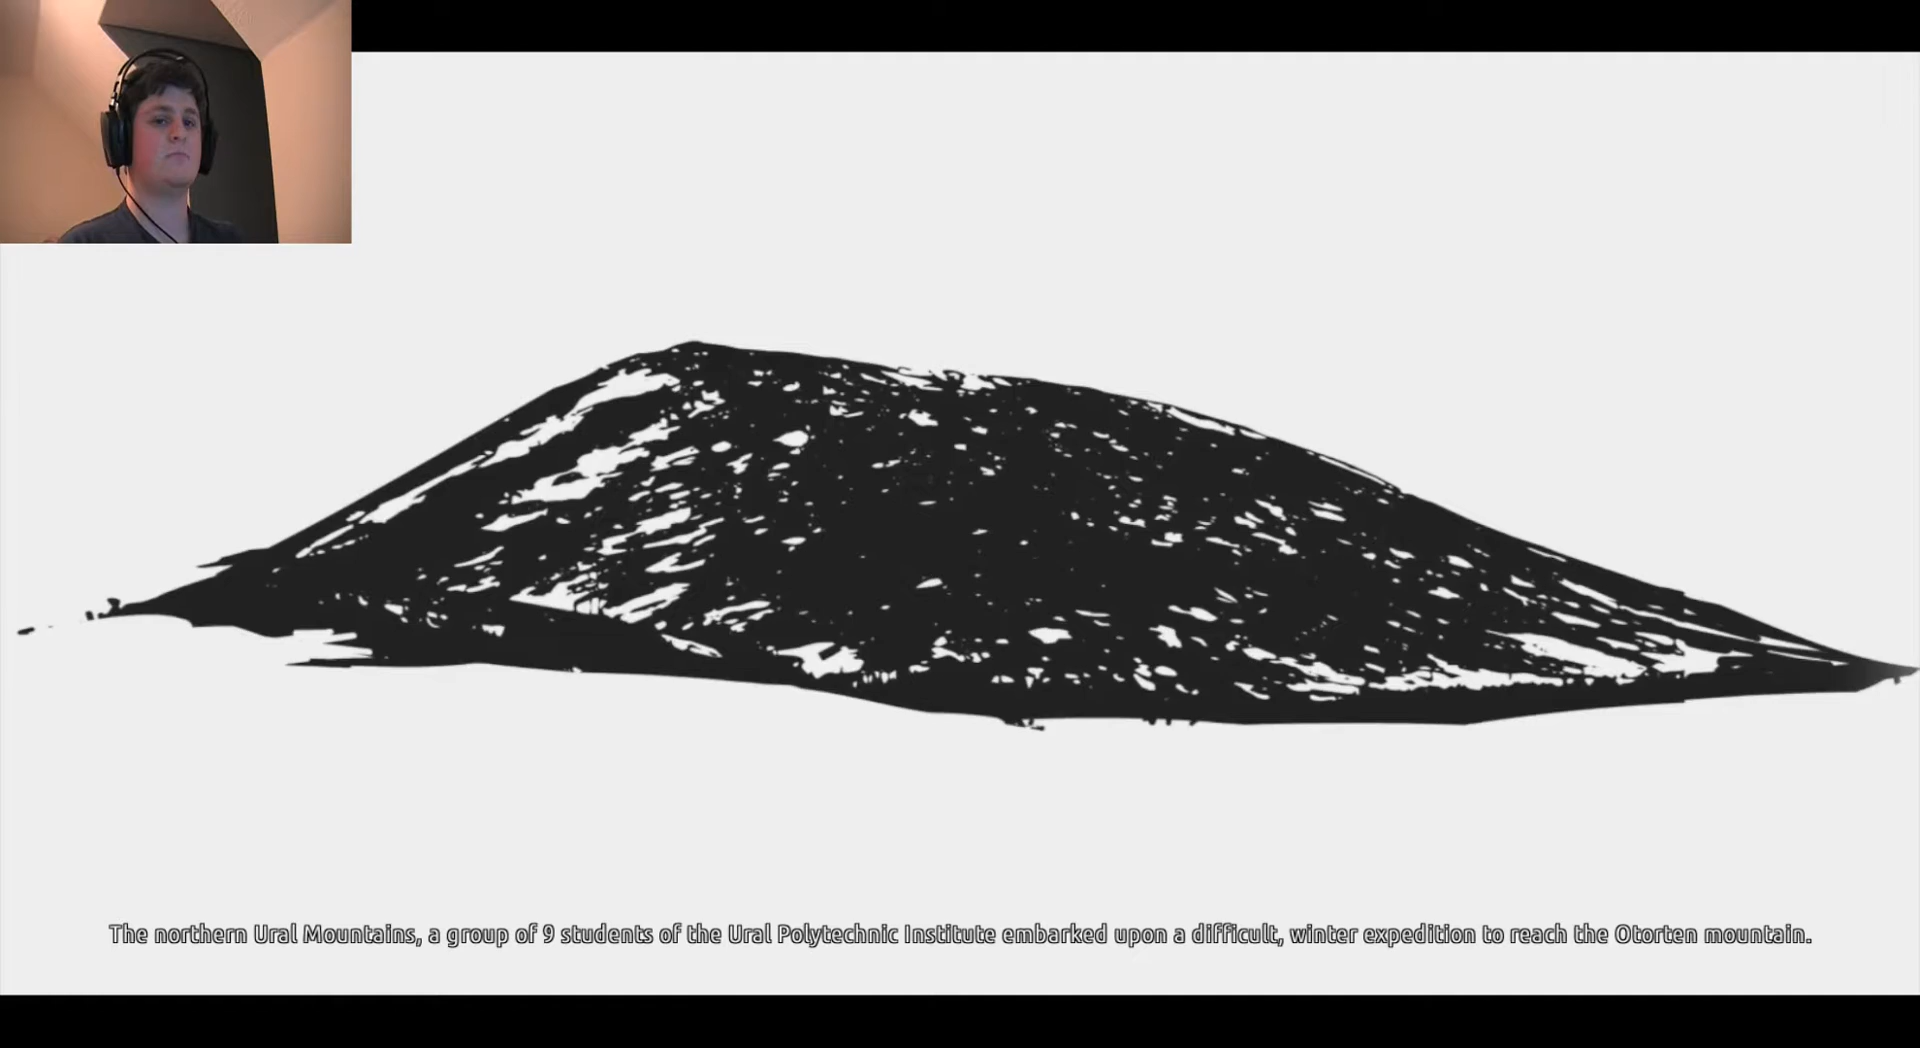 The northern Ural Mountains, a group of 9 students of the Ural Polytechnic Institute embarked upon a difficult, winter expedition to reach the Otorten mountain.